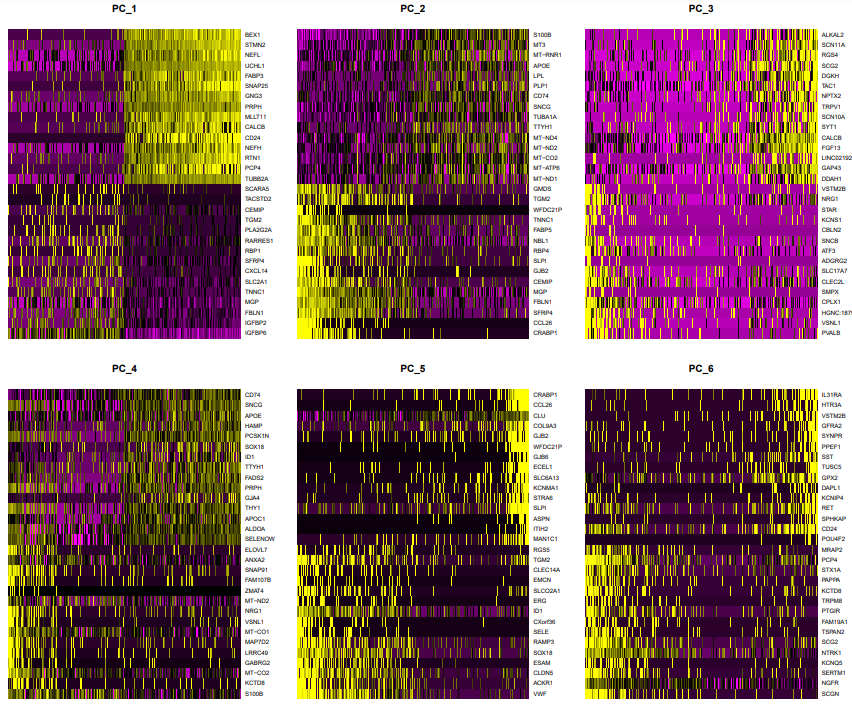 PC_1
BEX1
STMN2
NEFL
UCHL1
FABP3
SNAP25
GNG3
PRPH
MLLT11
CALCB
CD24
NEFH
RTN1
PCP4
TUBB2A
SCARA5
TACSTD2
CEMIP
TGM2
PLA2G2A
RARRES1
RBP1
SFRP4
CXCL14
SLC2A1
TNNC1
MGP
FBLN1
IGFBP2
IGFBP6
PC_2
S100B
MT3
MT-RNR1
APOE
LPL
PLP1
CD74
SNCG
TUBA1A
TTYH1
MT-ND4
MT-ND2
MT-CO2
MT-ATP6
MT-ND1
GMDS
TGM2
WFDC21P
TNNC1
FABP5
NBL1
RBP4
SLPI
GJB2
CEMIP
MGP
FBLN1
SFRP4
CCL26
CRABP1
PC_3
ALKAL2
SCN11A
RGS4
SCG2
DGKH
TAC1
NPTX2
TRPV1
SCN10A
SYT1
CALCB
FGF13
LINC02192
GAP43
DDAH1
VSTM2B
NRG1
STAR
KCNS1
CBLN2
SNCB
ATF3
ADGRG2
SLC17A7
CLEC2L
SMPX
CPLX1
VSNL1
PVALB
PC_4
CD74
SNCG
APOE
HAMP
PCSK1N
SOX18
ID1
TTYH1
FADS2
PRPH
GJA4
THY1
APOC1
ALDOA
SELENOW
ELOVL7
ANXA2
SNAP91
FAM107B
ZMAT4
MT-ND2
NRG1
VSNL1
MT-CO1
MAP7D2
LRRC49
GABRG2
MT-CO2
KCTD8
S100B
PC_5
CRABP1
CCL26
CLU
COL9A3
GJB2
WFDC21P
GJB6
ECEL1
SLC6A13
KCNMA1
STRA6
SLPI
ASPN
ITIH2
MAN1C1
RGS5
TGM2
CLEC14A
EMCN
SLCO2A1
ERG
ID1
CXorf36
SELE
RAMP3
SOX18
ESAM
CLDN5
ACKR1
VWF
PC_6
IL31RA
HTR3A
VSTM2B
GFRA2
SYNPR
PPEF1
SST
TUSC5
GPX2
DAPL1
KCNIP4
RET
SPHKAP
CD24
POU4F2
MRAP2
PCP4
STX1A
PAPPA
KCTD8
TRPM8
PTGIR
FAM19A1
TSPAN2
SCG2
NTRK1
KCNQ5
SERTM1
NGFR
SCGN